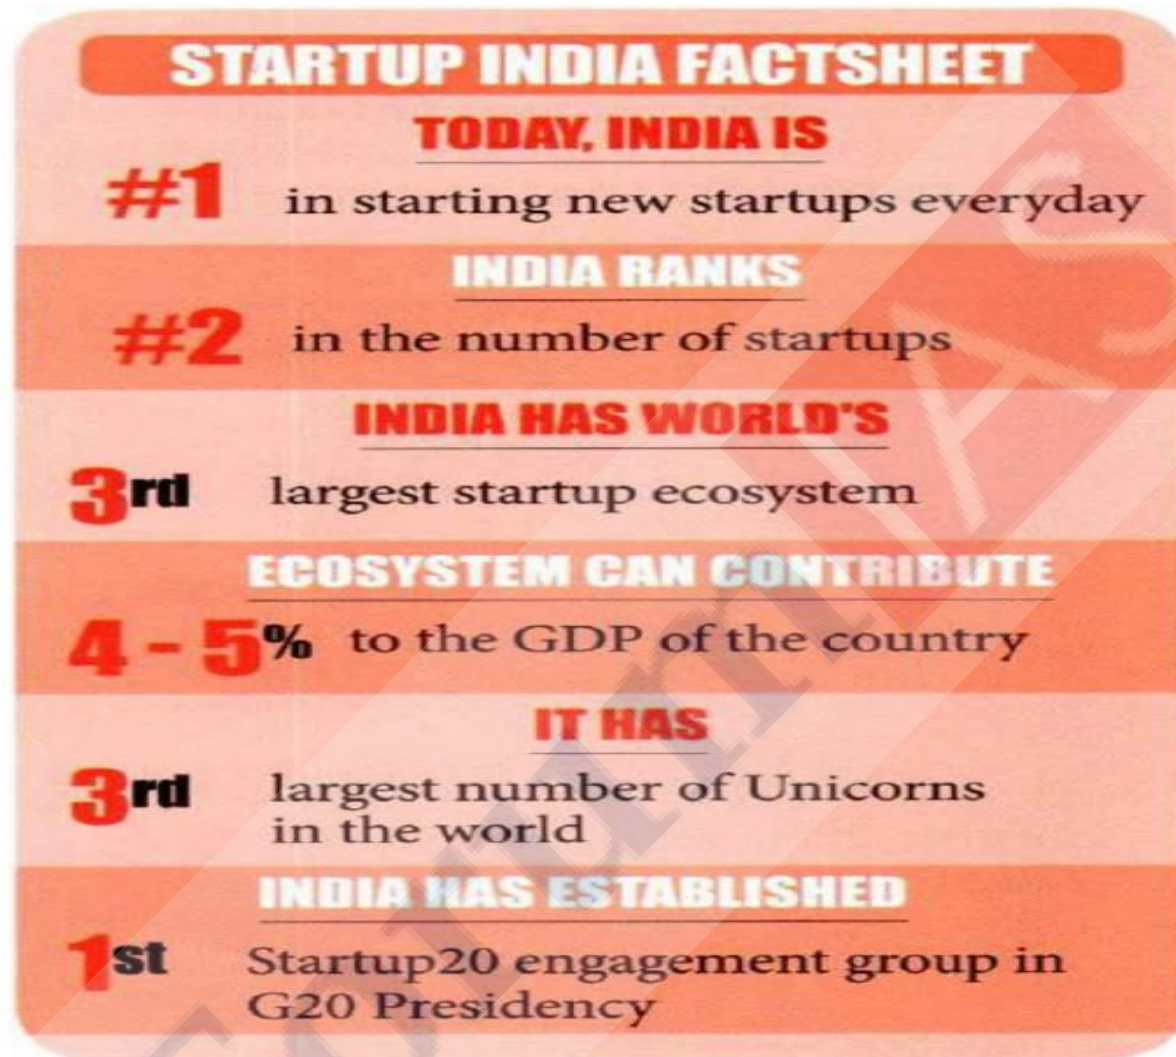 STARTUP INDIA FACTSHEET
TODAY, INDIA IS
#1 in starting new startups everyday
INDIA RANKS
#2 in the number of startups
INDIA HAS WORLD'S
3rd largest startup ecosystem
ECOSYSTEM CAN CONTRIBUTE
4 - 5% to the GDP of the country
IT HAS
3rd largest number of Unicorns
in the world
INDIA HAS ESTABLISHED
1st Startup20 engagement group in
G20 Presidency
ForumIAS